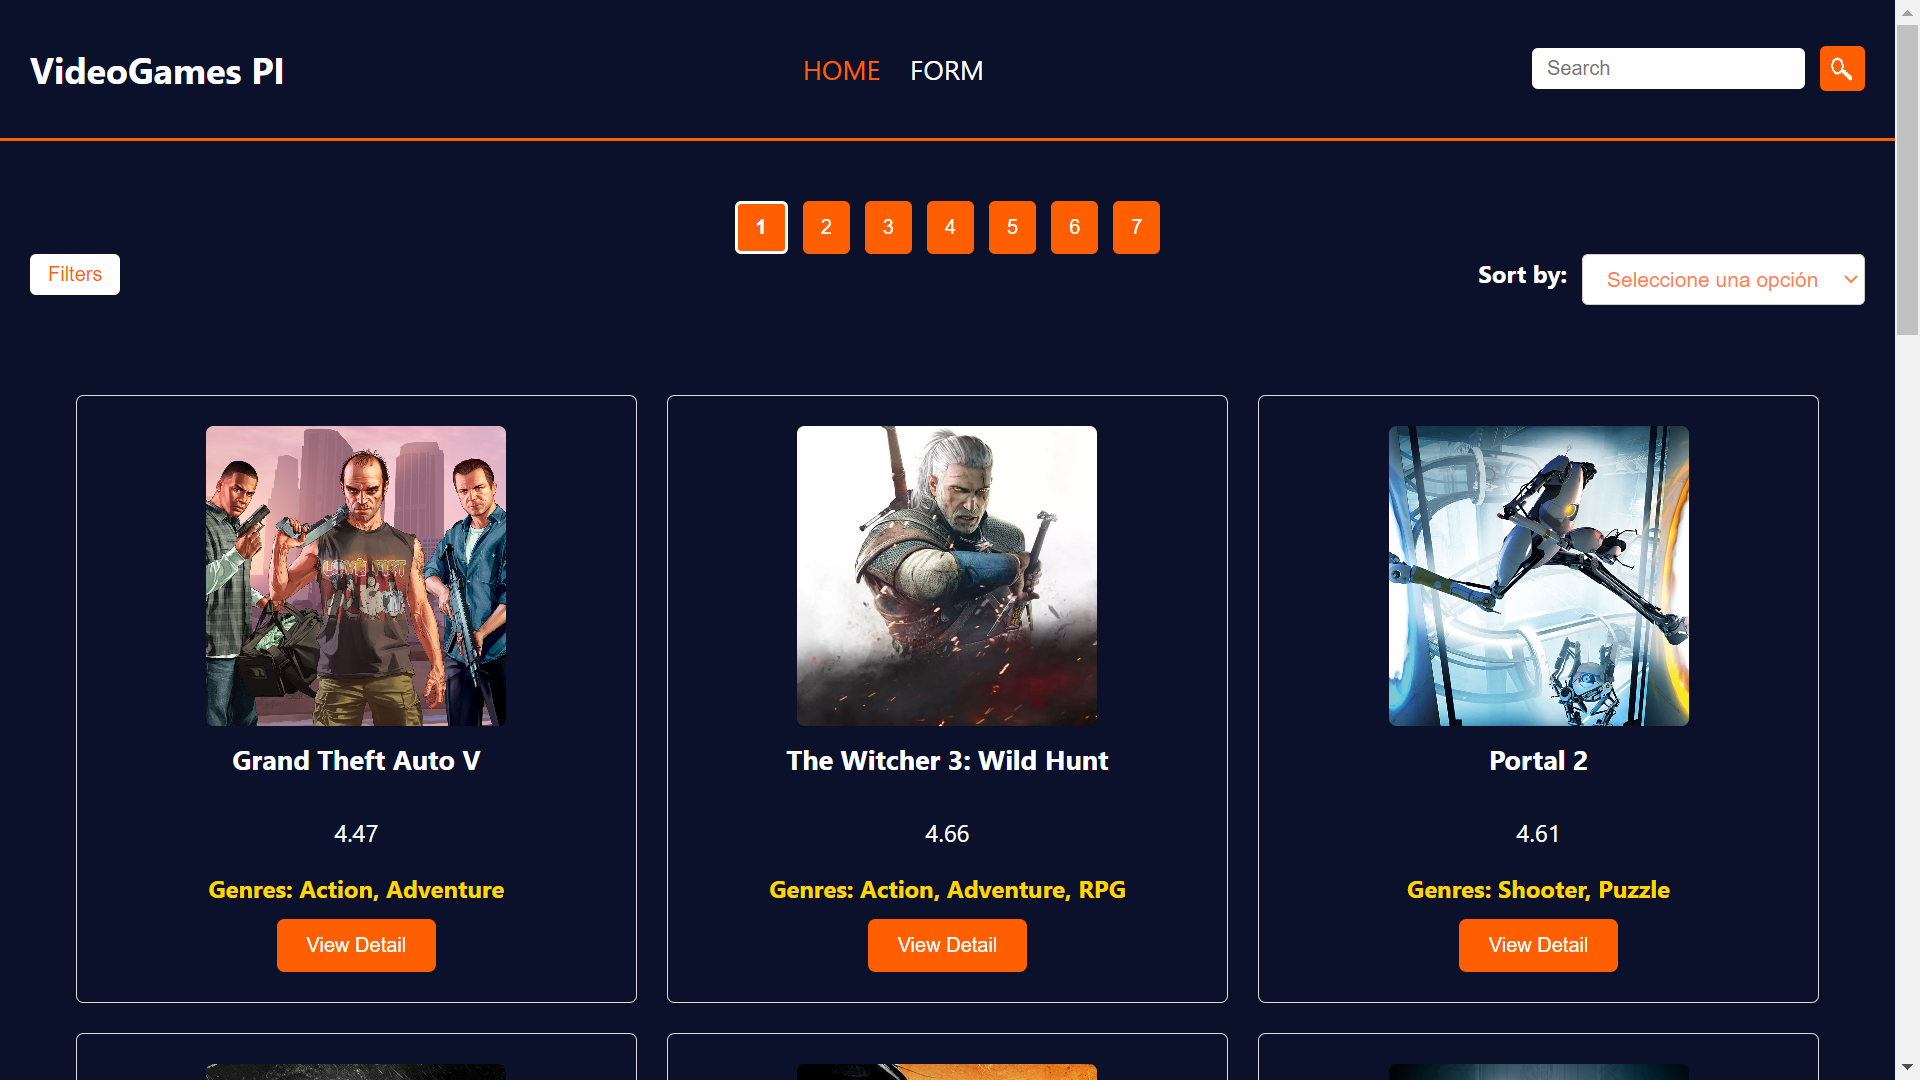 VideoGames PI
HOME
FORM
Search
1
2
3
4
5
6
7
Filters
Sort by:
Seleccione una opción
Grand Theft Auto V
4.47
Genres: Action, Adventure
View Detail
The Witcher 3: Wild Hunt
4.66
Genres: Action, Adventure, RPG
View Detail
Portal 2
4.61
Genres: Shooter, Puzzle
View Detail